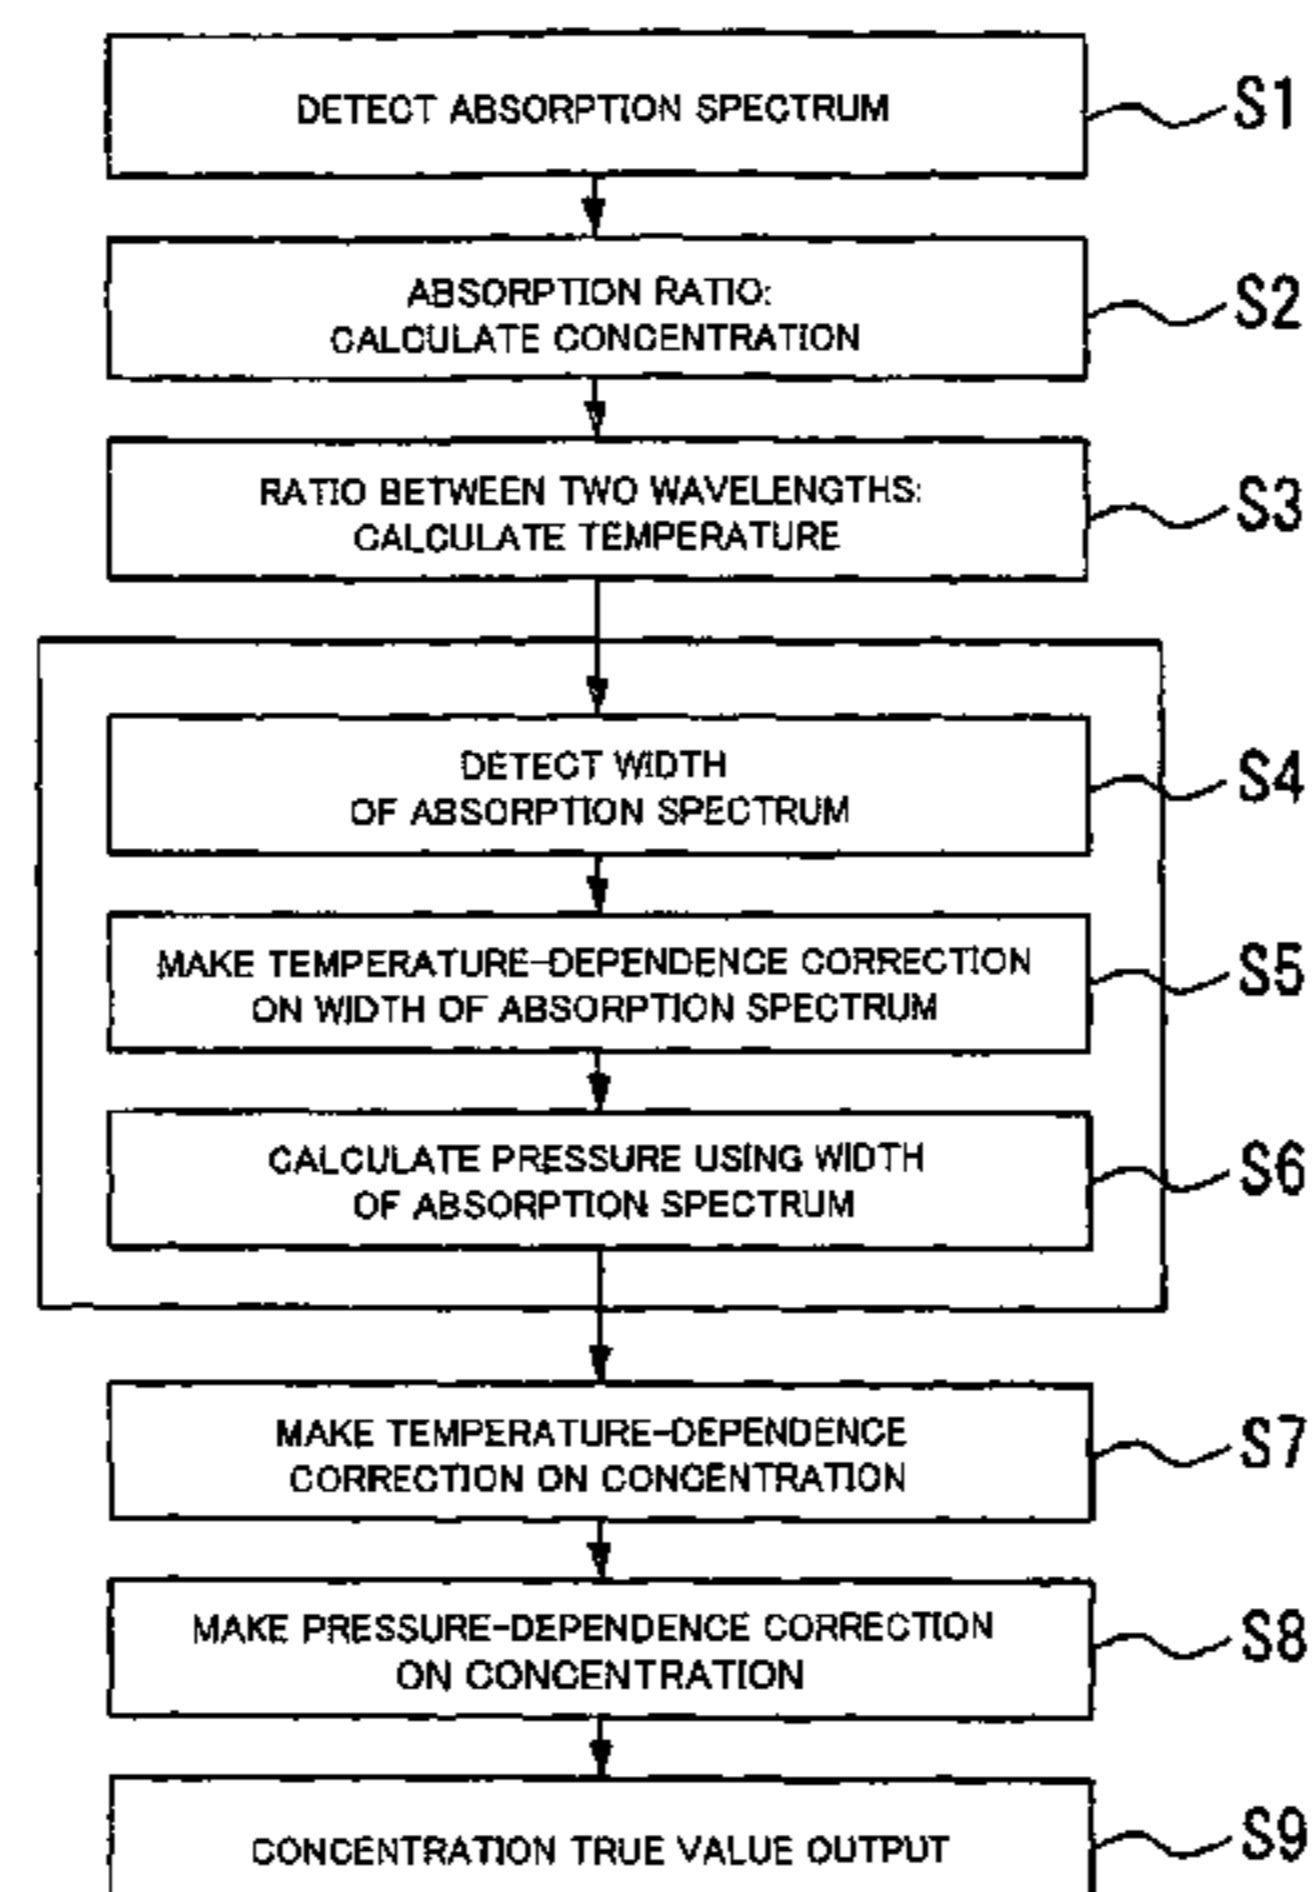 DETECT ABSORPTION SPECTRUM
S1
ABSORPTION RATIO:
CALCULATE CONCENTRATION
S2
RATIO BETWEEN TWO WAVELENGTHS:
CALCULATE TEMPERATURE
S3
DETECT WIDTH
OF ABSORPTION SPECTRUM
S4
MAKE TEMPERATURE-DEPENDENCE CORRECTION
ON WIDTH OF ABSORPTION SPECTRUM
S5
CALCULATE PRESSURE USING WIDTH
OF ABSORPTION SPECTRUM
S6
MAKE TEMPERATURE-DEPENDENCE
CORRECTION ON CONCENTRATION
S7
MAKE PRESSURE-DEPENDENCE CORRECTION
ON CONCENTRATION
S8
CONCENTRATION TRUE VALUE OUTPUT
S9